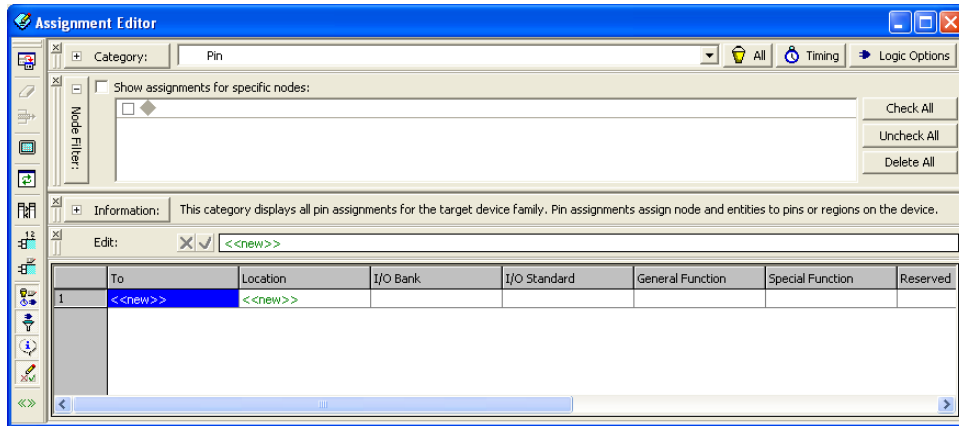 Assignment Editor
Category: Pin All Timing Logic Options
Show assignments for specific nodes:
Node Filter:
Check All
Uncheck All
Delete All
Information: This category displays all pin assignments for the target device family. Pin assignments assign node and entities to pins or regions on the device.
Edit: <<new>>
To Location I/O Bank I/O Standard General Function Special Function Reserved
1 <<new>> <<new>>